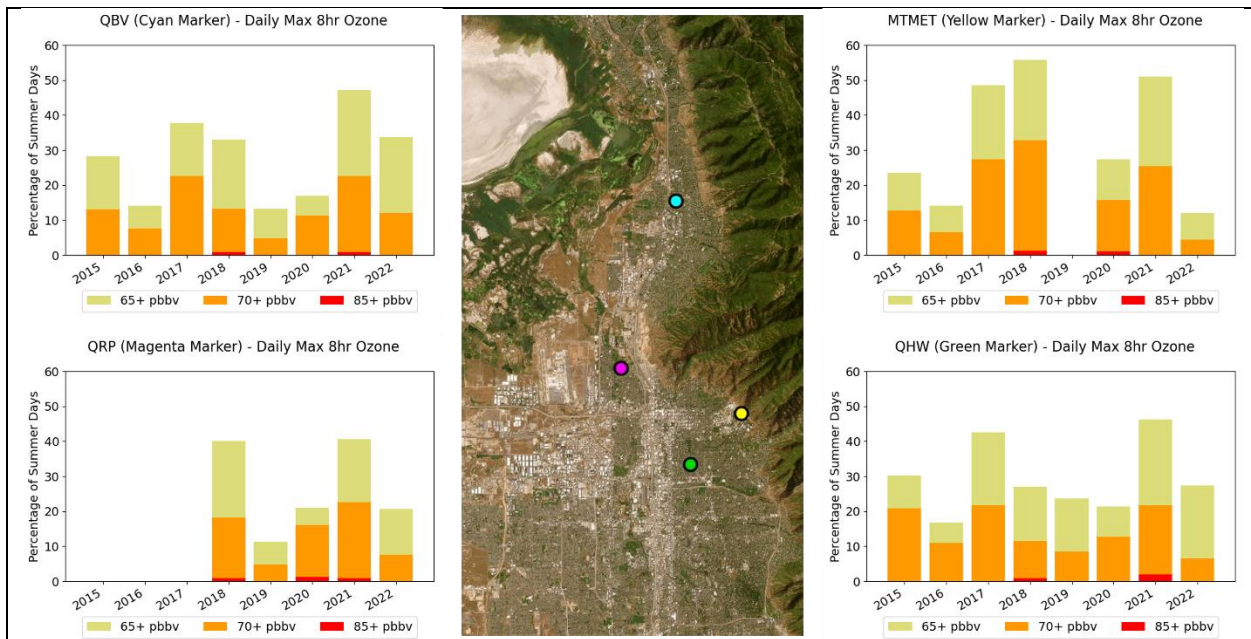 QBV (Cyan Marker) - Daily Max 8hr Ozone
Percentage of Summer Days
60
50
40
30
20
10
0
2015 2016 2017 2018 2019 2020 2021 2022
65+ pbbv 70+ pbbv 85+ pbbv
QRP (Magenta Marker) - Daily Max 8hr Ozone
Percentage of Summer Days
60
50
40
30
20
10
0
2015 2016 2017 2018 2019 2020 2021 2022
65+ pbbv 70+ pbbv 85+ pbbv
MTMET (Yellow Marker) - Daily Max 8hr Ozone
Percentage of Summer Days
60
50
40
30
20
10
0
2015 2016 2017 2018 2019 2020 2021 2022
65+ pbbv 70+ pbbv 85+ pbbv
QHW (Green Marker) - Daily Max 8hr Ozone
Percentage of Summer Days
60
50
40
30
20
10
0
2015 2016 2017 2018 2019 2020 2021 2022
65+ pbbv 70+ pbbv 85+ pbbv